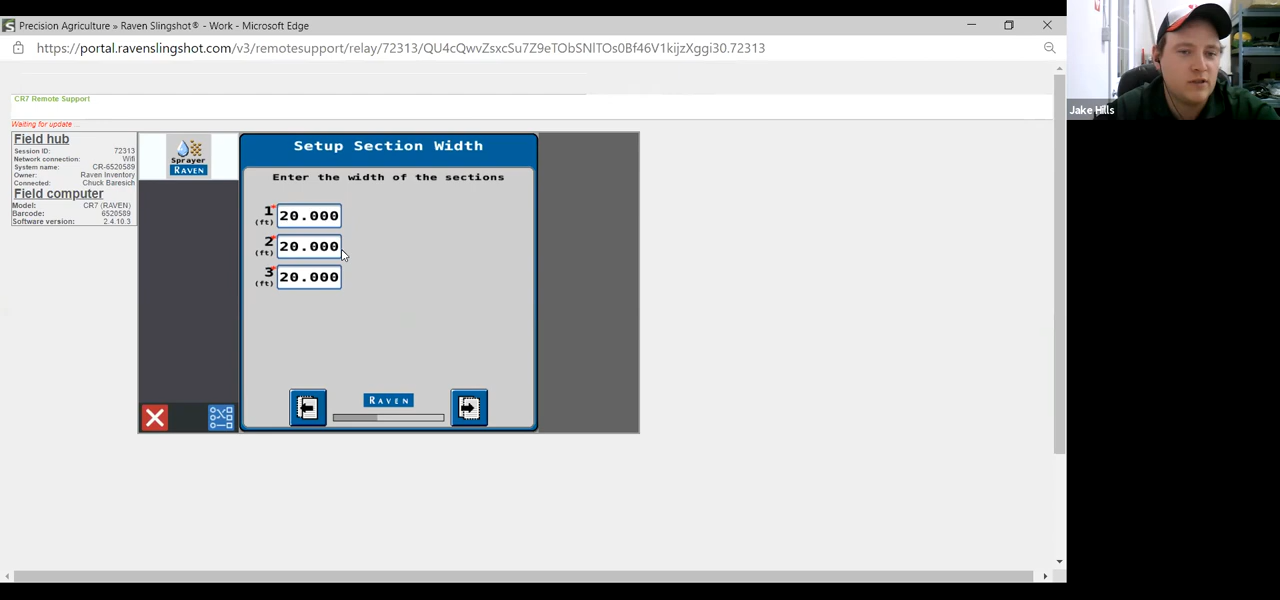 Precision Agriculture » Raven Slingshot® - Work - Microsoft Edge
https://portal.ravenslingshot.com/v3/remotesupport/relay/72313/QU4cQwvZsxcSu7Z9eTObSNlTOs0Bf46V1kijzXggi30.72313
Jake Hills
CR7 Remote Support
Waiting for update ...
Field hub
Session ID: 72313
Network connection: Wifi
System name: CR-6520589
Owner: Raven Inventory
Connected: Chuck Baresich
Field computer
Model: CR7 (RAVEN)
Barcode: 6520589
Software version: 2.4.10.3
Sprayer
RAVEN
Setup Section Width
Enter the width of the sections
1* (ft) 20.000
2* (ft) 20.000
3* (ft) 20.000
RAVEN